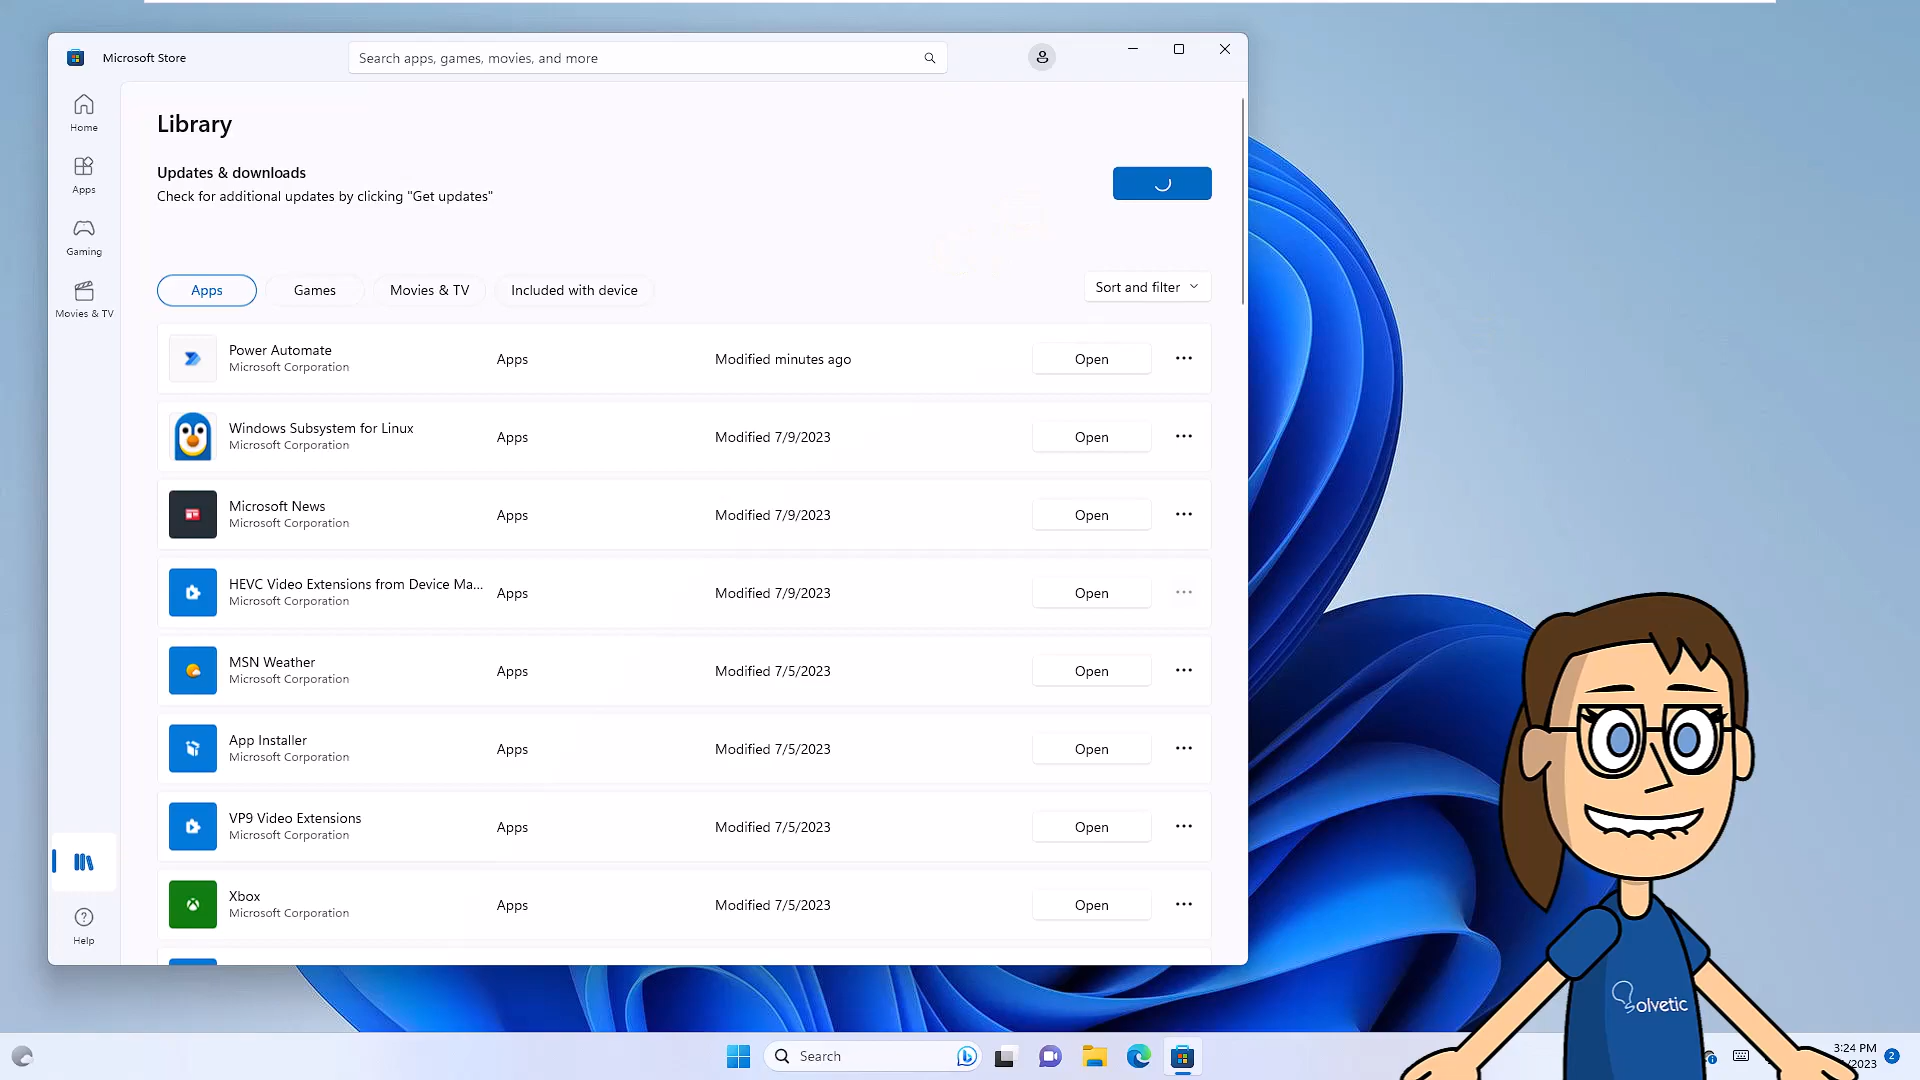 Microsoft Store
Search apps, games, movies, and more
Home
Apps
Gaming
Movies & TV
Help
Library
Updates & downloads
Check for additional updates by clicking "Get updates"
Apps
Games
Movies & TV
Included with device
Sort and filter
Power Automate
Microsoft Corporation
Apps
Modified minutes ago
Open
Windows Subsystem for Linux
Microsoft Corporation
Apps
Modified 7/9/2023
Open
Microsoft News
Microsoft Corporation
Apps
Modified 7/9/2023
Open
HEVC Video Extensions from Device Ma...
Microsoft Corporation
Apps
Modified 7/9/2023
Open
MSN Weather
Microsoft Corporation
Apps
Modified 7/5/2023
Open
App Installer
Microsoft Corporation
Apps
Modified 7/5/2023
Open
VP9 Video Extensions
Microsoft Corporation
Apps
Modified 7/5/2023
Open
Xbox
Microsoft Corporation
Apps
Modified 7/5/2023
Open
Solvetic
Search
3:24 PM
/2023
2